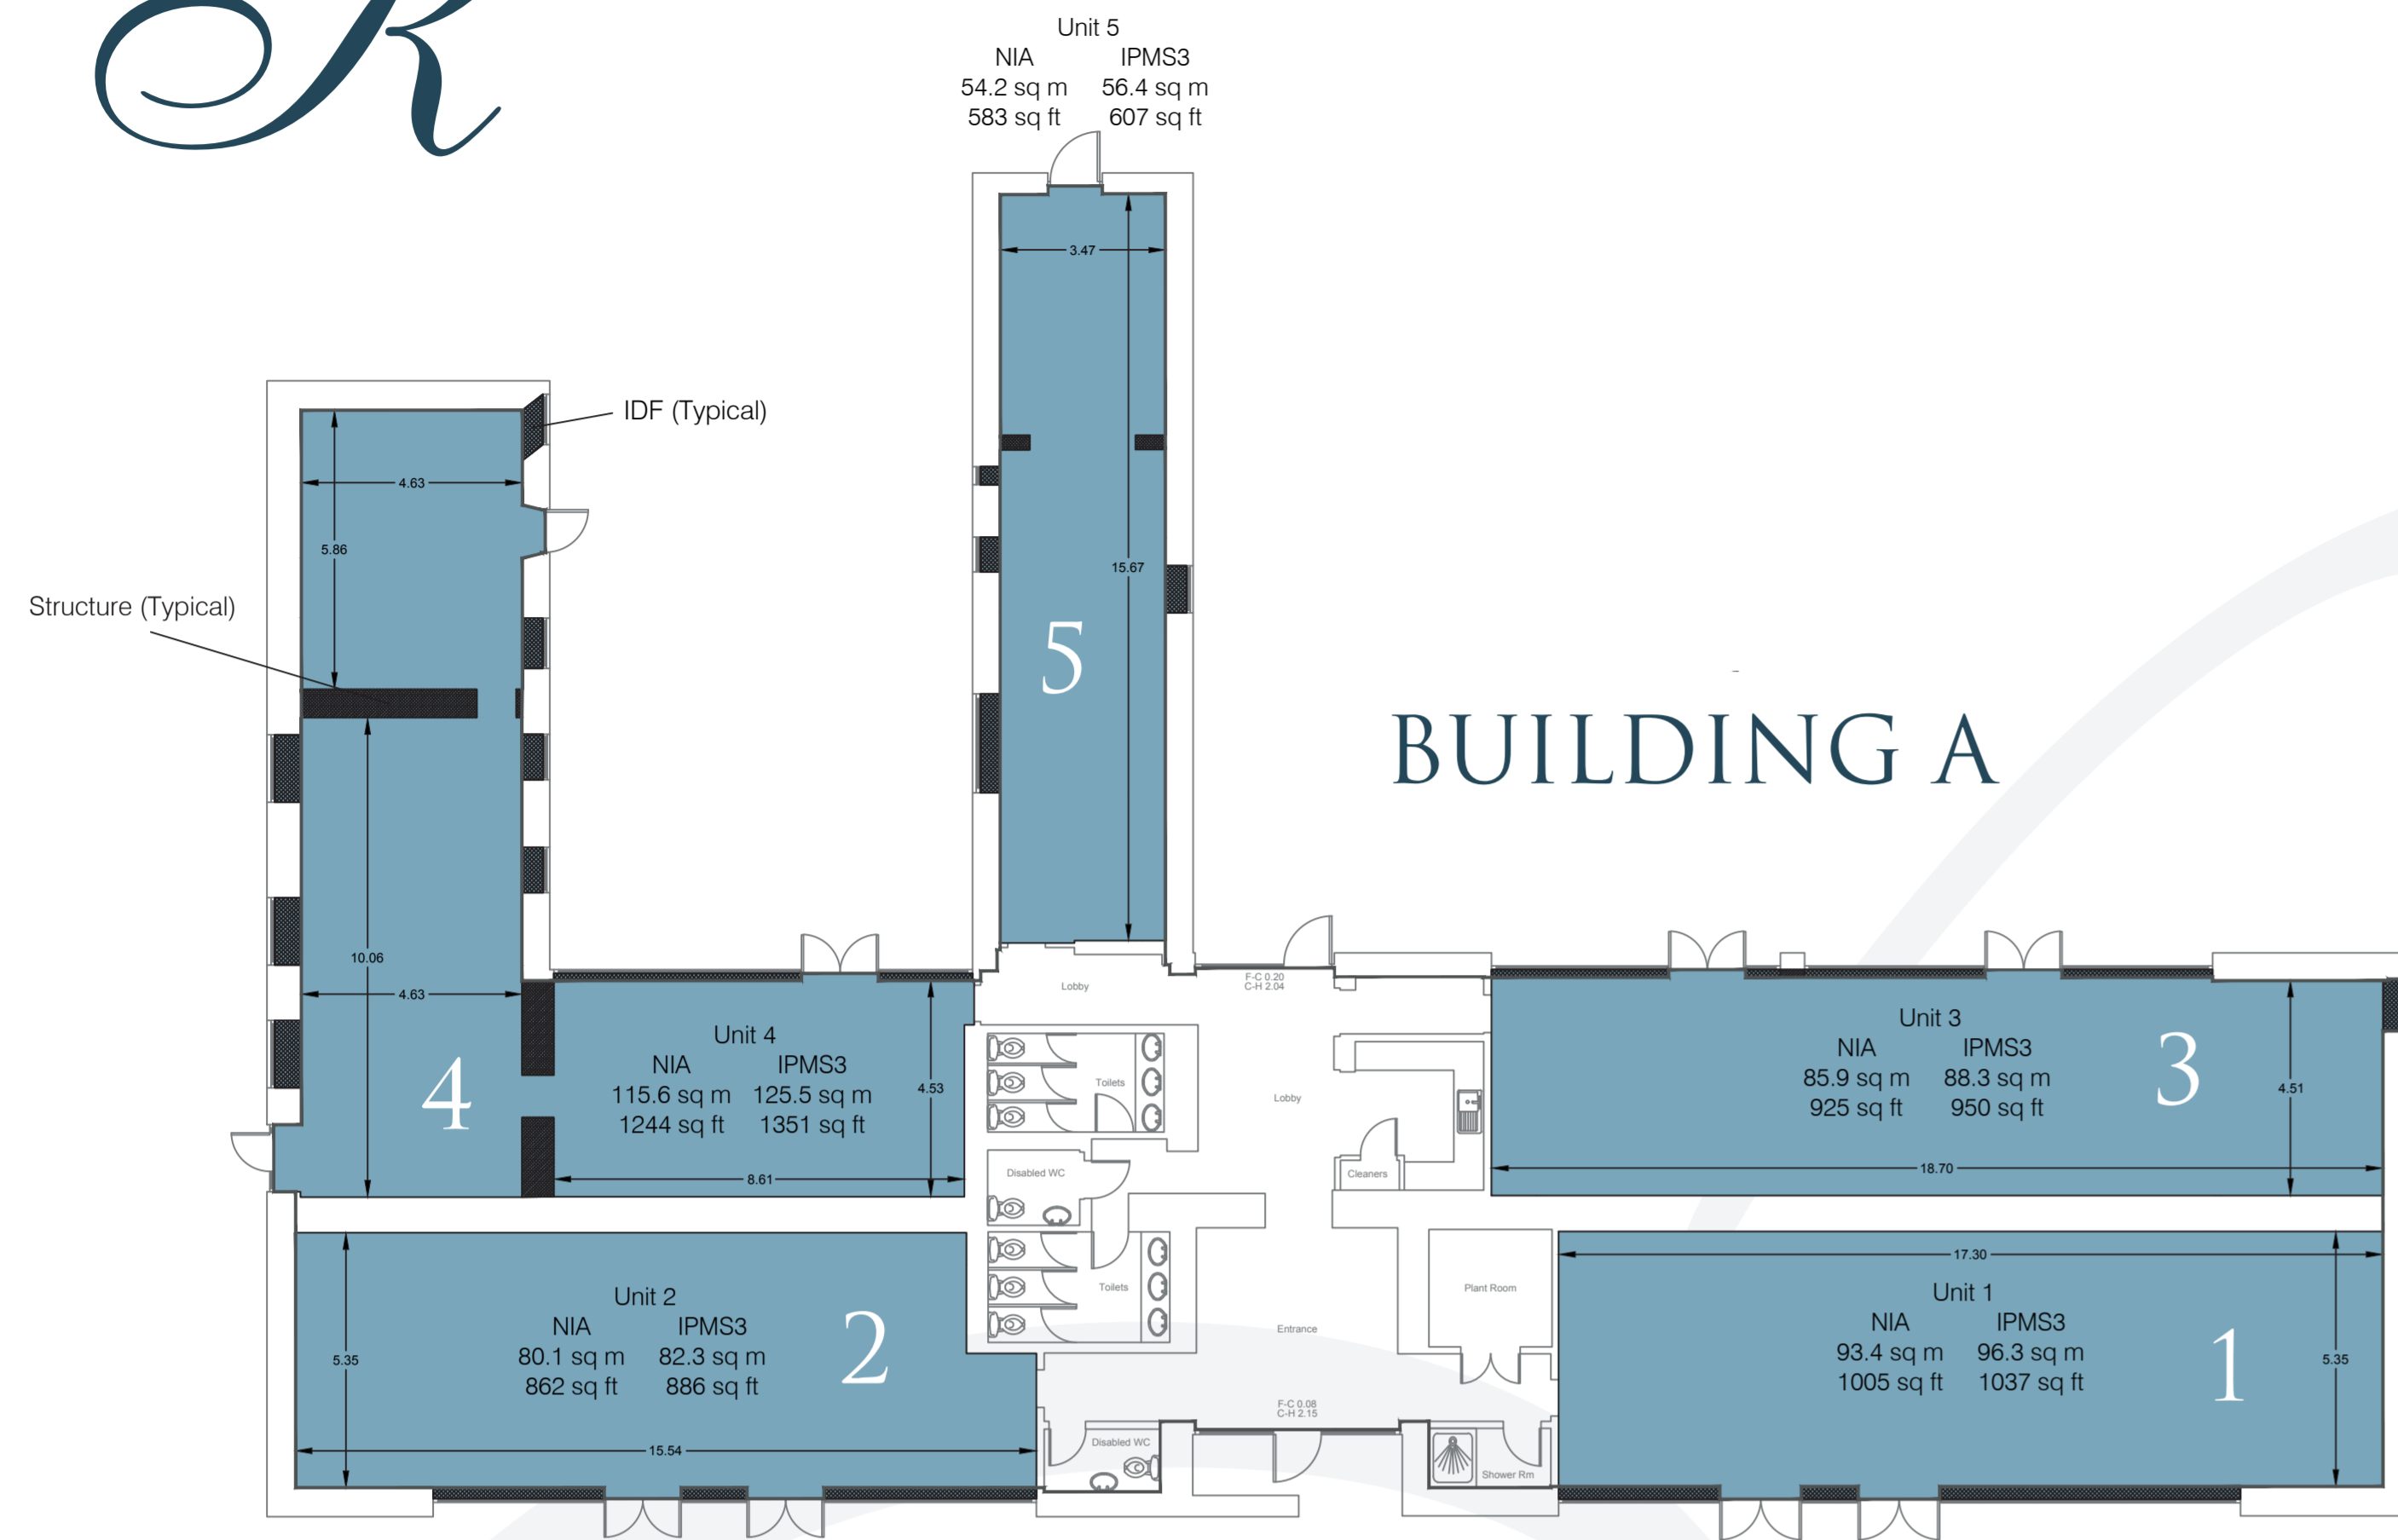 R
Unit 5
NIA IPMS3
54.2 sq m 56.4 sq m
583 sq ft 607 sq ft
3.47
IDF (Typical)
4.63
5.86
15.67
Structure (Typical)
5
BUILDING A
10.06
4.63
F-C 0.20
C-H 2.04
Lobby
Unit 4
NIA IPMS3
115.6 sq m 125.5 sq m
1244 sq ft 1351 sq ft
4
4.53
8.61
Toilets
Lobby
Disabled WC
Cleaners
Unit 3
NIA IPMS3
85.9 sq m 88.3 sq m
925 sq ft 950 sq ft
3
4.51
18.70
Unit 2
NIA IPMS3
80.1 sq m 82.3 sq m
862 sq ft 886 sq ft
2
5.35
15.54
Toilets
Entrance
Plant Room
F-C 0.08
C-H 2.15
Disabled WC
Shower Rm
17.30
Unit 1
NIA IPMS3
93.4 sq m 96.3 sq m
1005 sq ft 1037 sq ft
1
5.35